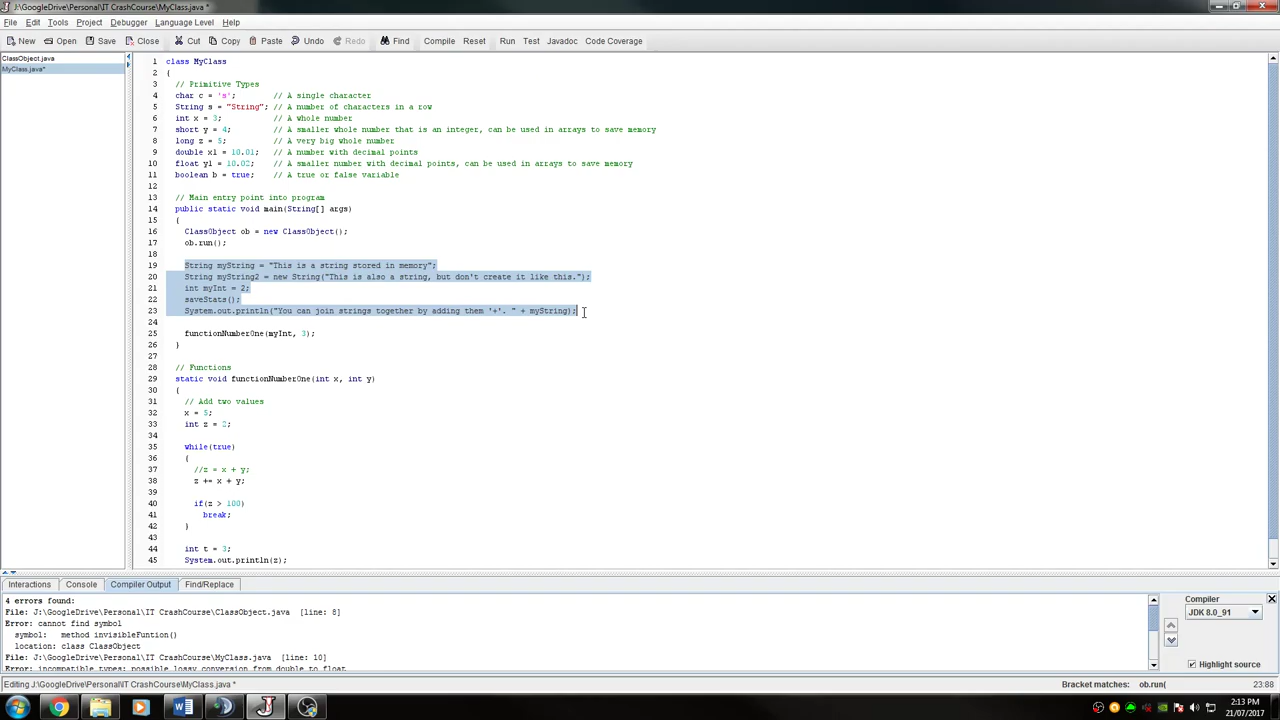 J:\GoogleDrive\Personal\IT CrashCourse\MyClass.java *
File Edit Tools Project Debugger Language Level Help
New Open Save Close Cut Copy Paste Undo Redo Find Compile Reset Run Test Javadoc Code Coverage
ClassObject.java
MyClass.java*
1 class MyClass
2 {
3 // Primitive Types
4 char c = 's'; // A single character
5 String s = "String"; // A number of characters in a row
6 int x = 3; // A whole number
7 short y = 4; // A smaller whole number that is an integer, can be used in arrays to save memory
8 long z = 5; // A very big whole number
9 double x1 = 10.01; // A number with decimal points
10 float y1 = 10.02; // A smaller number with decimal points, can be used in arrays to save memory
11 boolean b = true; // A true or false variable
12
13 // Main entry point into program
14 public static void main(String[] args)
15 {
16 ClassObject ob = new ClassObject();
17 ob.run();
18
19 String myString = "This is a string stored in memory";
20 String myString2 = new String("This is also a string, but don't create it like this.");
21 int myInt = 2;
22 saveStats();
23 System.out.println("You can join strings together by adding them '+'. " + myString);
24
25 functionNumberOne(myInt, 3);
26 }
27
28 // Functions
29 static void functionNumberOne(int x, int y)
30 {
31 // Add two values
32 x = 5;
33 int z = 2;
34
35 while(true)
36 {
37 //z = x + y;
38 z += x + y;
39
40 if(z > 100)
41 break;
42 }
43
44 int t = 3;
45 System.out.println(z);
Interactions Console Compiler Output Find/Replace
4 errors found:
File: J:\GoogleDrive\Personal\IT CrashCourse\ClassObject.java [line: 8]
Error: cannot find symbol
symbol: method invisibleFuntion()
location: class ClassObject
File: J:\GoogleDrive\Personal\IT CrashCourse\MyClass.java [line: 10]
Error: incompatible types: possible lossy conversion from double to float
Compiler
JDK 8.0_91
Highlight source
Editing J:\GoogleDrive\Personal\IT CrashCourse\MyClass.java * Bracket matches: ob.run( 23:88
2:13 PM
21/07/2017